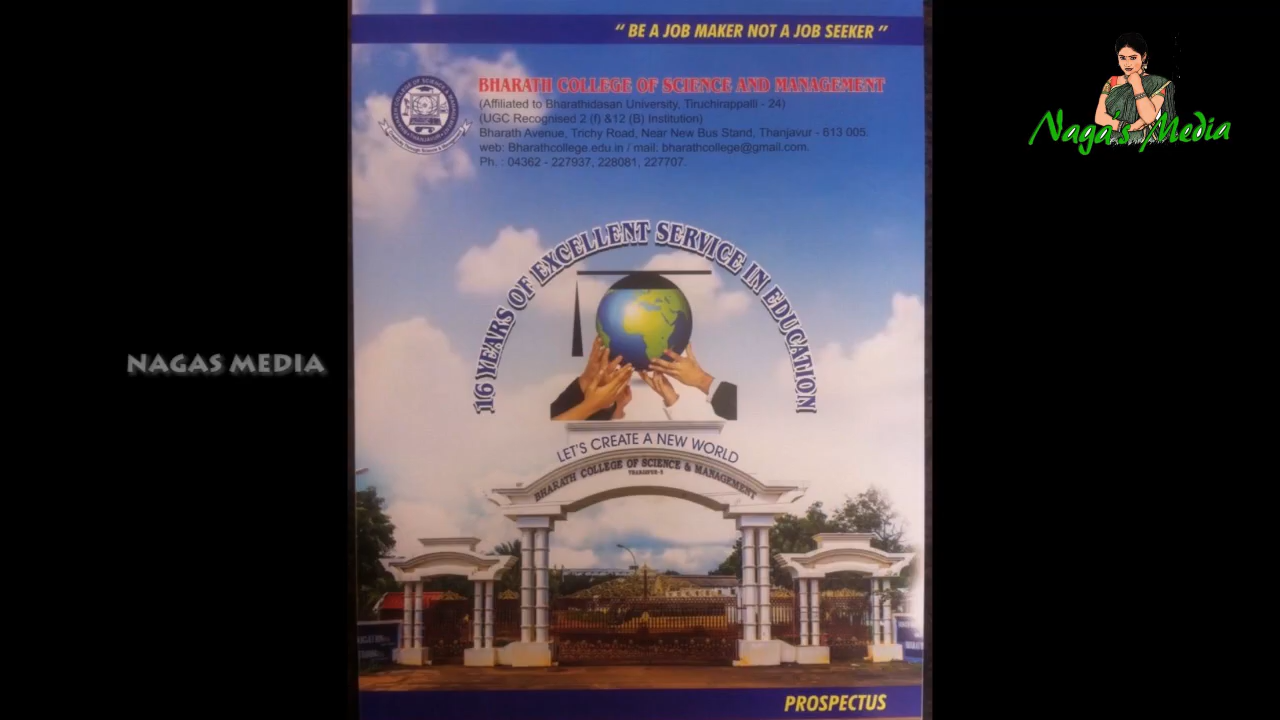 " BE A JOB MAKER NOT A JOB SEEKER "
BHARATH COLLEGE OF SCIENCE AND MANAGEMENT
(Affiliated to Bharathidasan University, Tiruchirappalli - 24)
(UGC Recognised 2 (f) &12 (B) Institution)
Bharath Avenue, Trichy Road, Near New Bus Stand, Thanjavur - 613 005.
web: Bharathcollege.edu.in / mail. bharathcollege@gmail.com.
Ph. : 04362 - 227937, 228081, 227707.
Naga's Media
16 YEARS OF EXCELLENT SERVICE IN EDUCATION
NAGAS MEDIA
LET'S CREATE A NEW WORLD
BHARATH COLLEGE OF SCIENCE & MANAGEMENT
PROSPECTUS